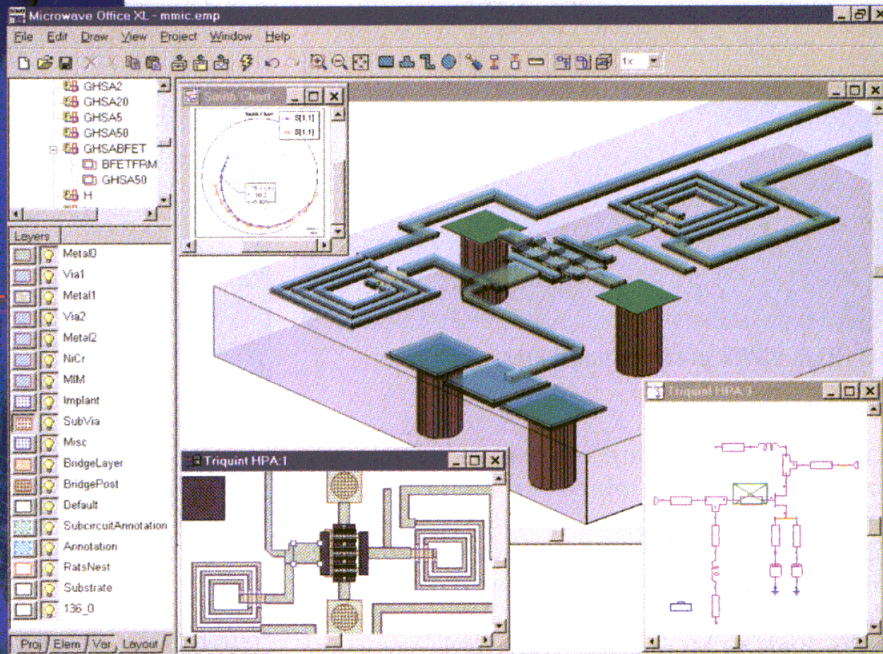 Microwave Office XL - mmic.emp
File Edit Draw View Project Window Help
1x
GHSA2
GHSA20
GHSA5
GHSA50
GHSABFET
BFETFRM
GHSA50
H
Smith Chart
Smith Chart
S[1,1]
S[1,1]
Layers
Metal0
Via1
Metal1
Via2
Metal2
NiCr
MIM
Implant
SubVia
Misc
BridgeLayer
BridgePost
Default
SubcircuitAnnotation
Annotation
RatsNest
Substrate
136_0
Proj Elem Var Layout
Triquint HPA:1
Triquint HPA:1